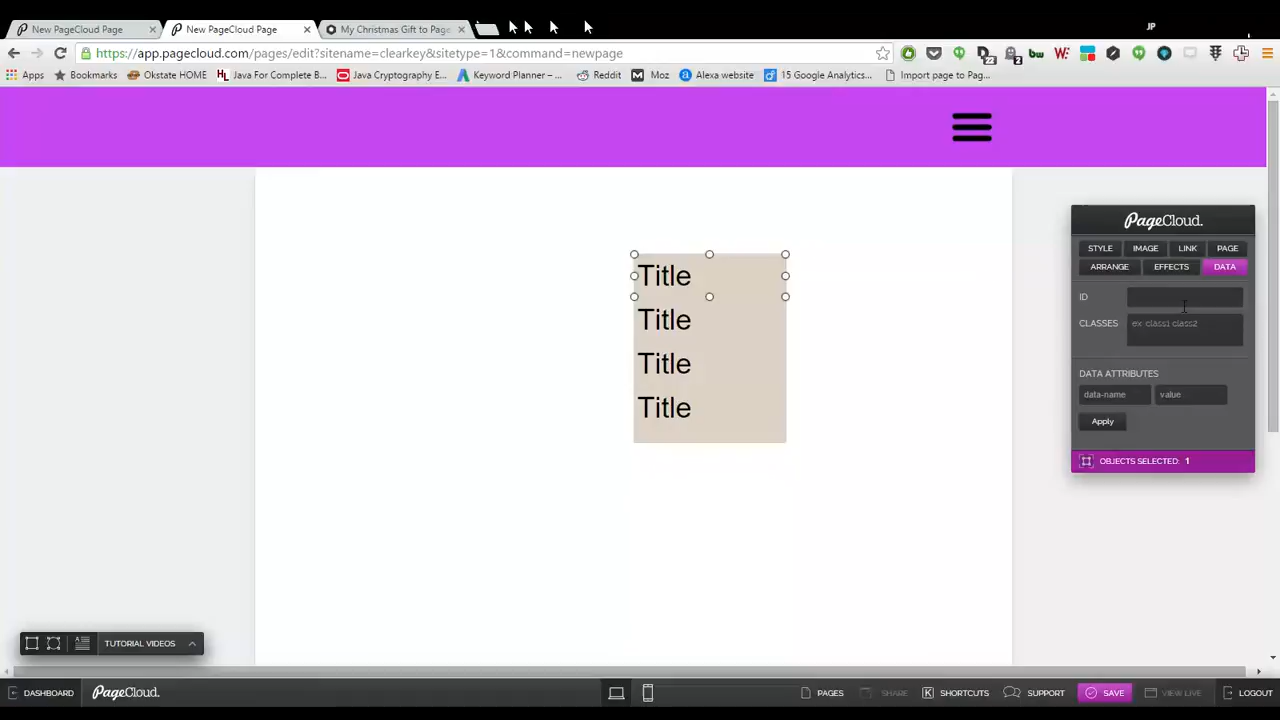 JP
New PageCloud Page
New PageCloud Page
My Christmas Gift to Page
https://app.pagecloud.com/pages/edit?sitename=clearkey&sitetype=1&command=newpage
Apps Bookmarks Okstate HOME Java For Complete B... Java Cryptography E... Keyword Planner – ... Reddit Moz Alexa website 15 Google Analytics... Import page to Pag...
PageCloud.
STYLE IMAGE LINK PAGE
ARRANGE EFFECTS DATA
ID
CLASSES ex: class1 class2
DATA ATTRIBUTES
data-name value
Apply
OBJECTS SELECTED: 1
Title
Title
Title
Title
TUTORIAL VIDEOS
DASHBOARD PageCloud. PAGES SHARE K SHORTCUTS SUPPORT SAVE VIEW LIVE LOGOUT